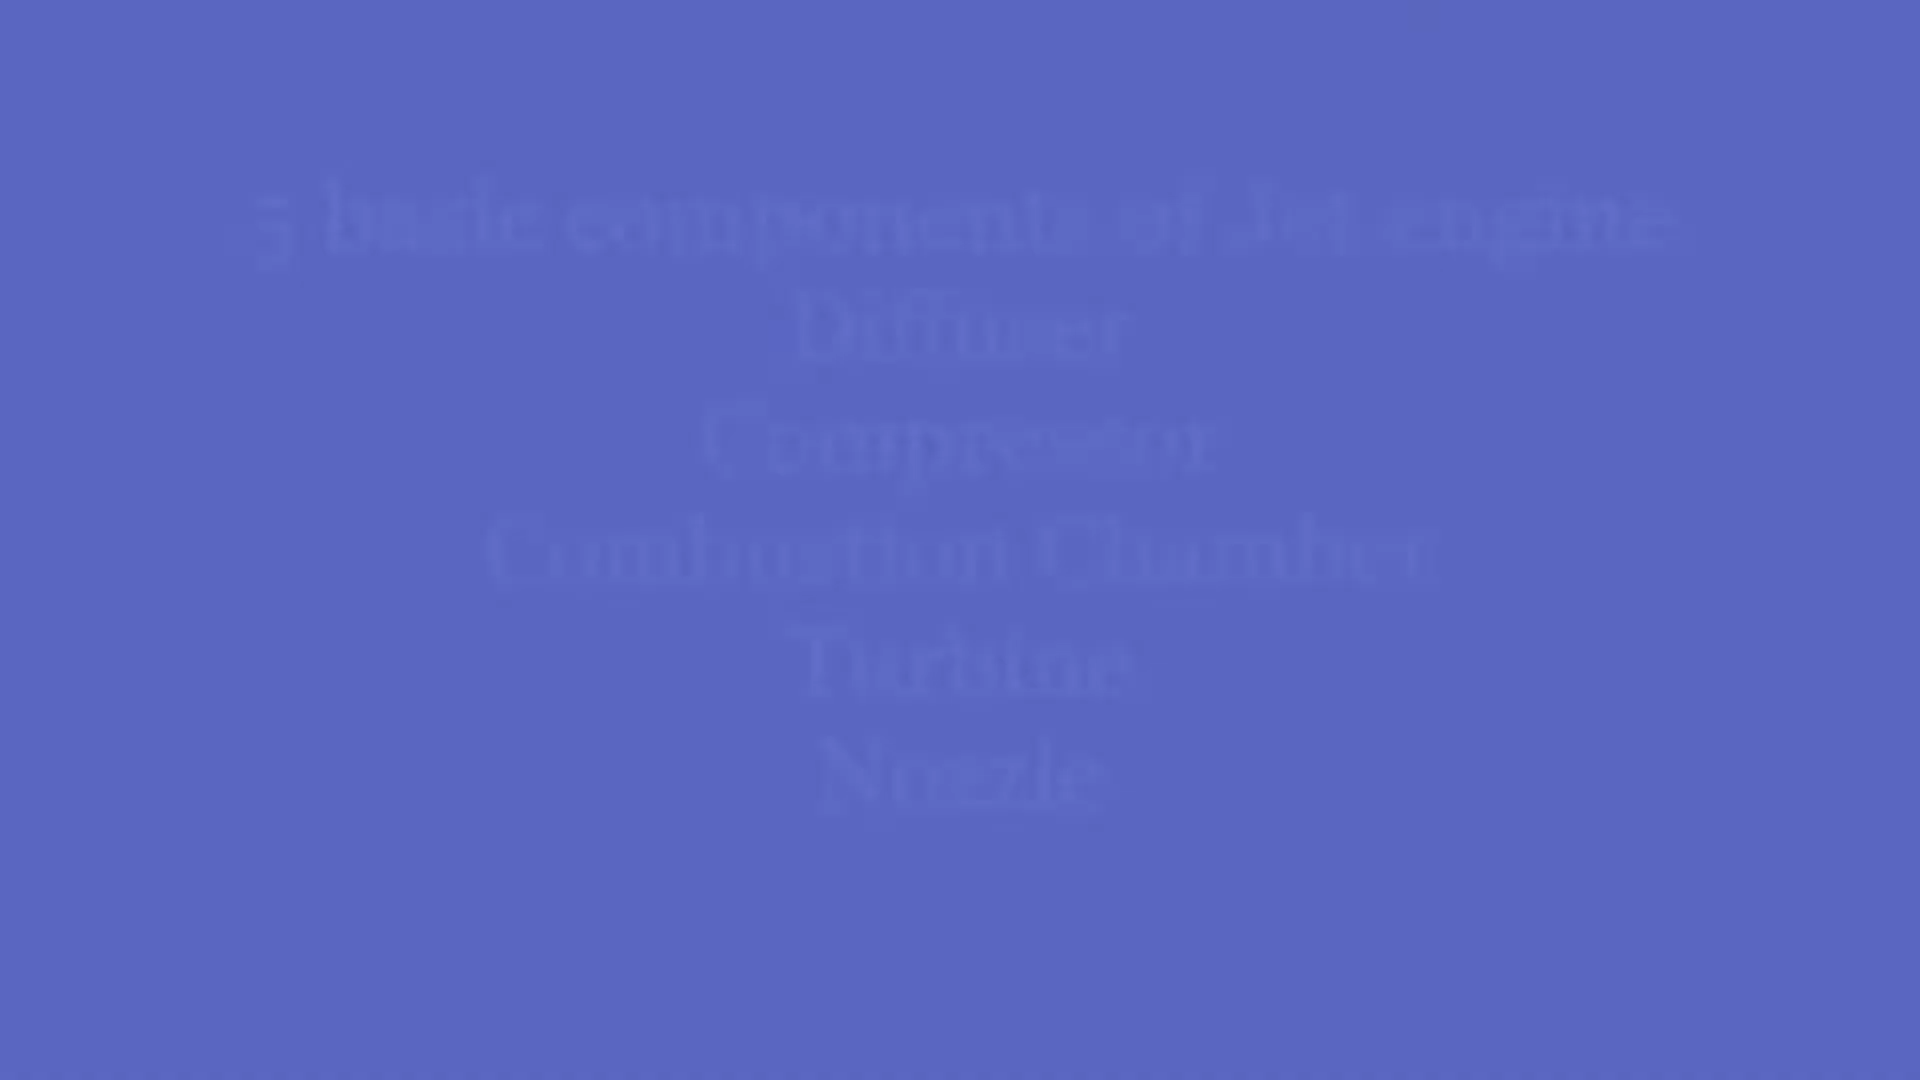 5 basic components of Jet engine
Diffuser
Compressor
Combustion Chamber
Turbine
Nozzle